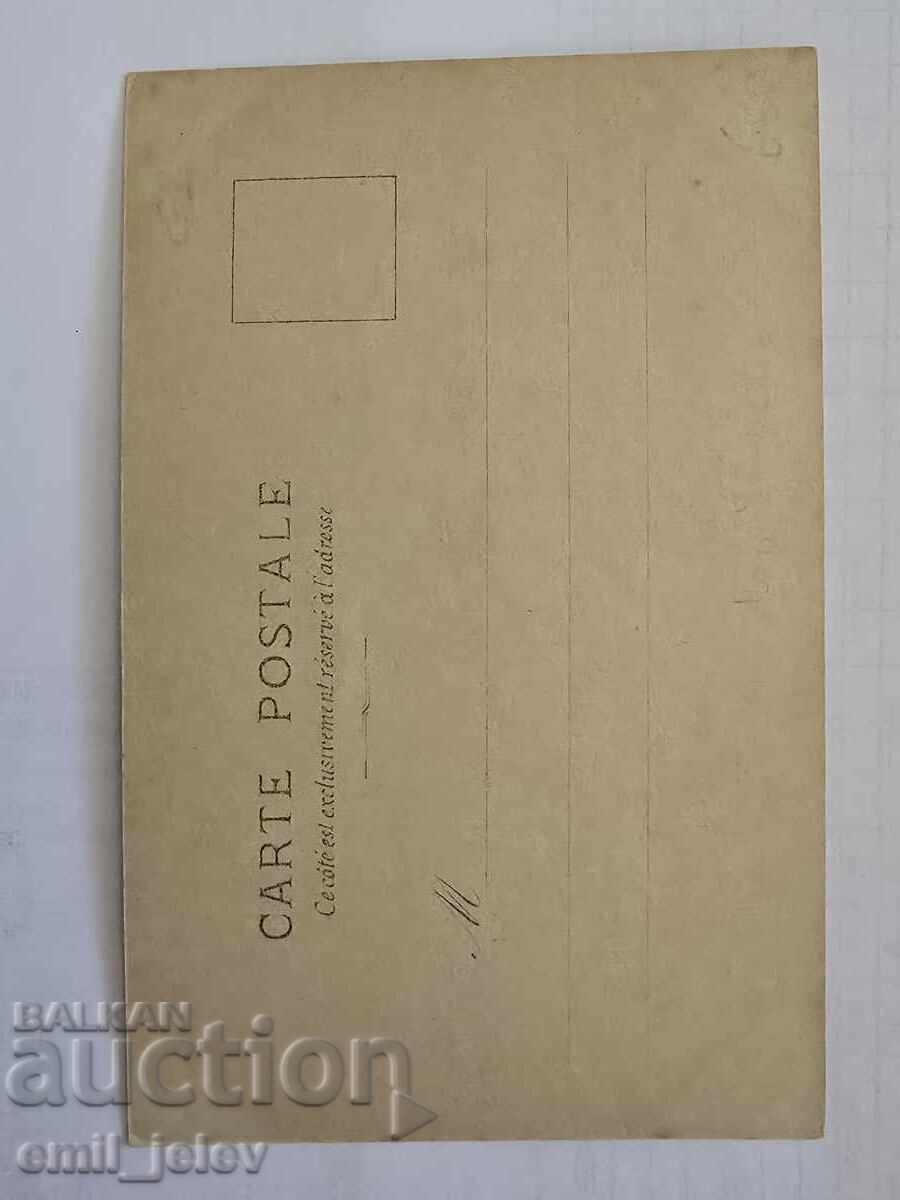 CARTE POSTALE
Ce côté est exclusivement réservé à l'adresse
M
BALKAN
auction
emil_jelev